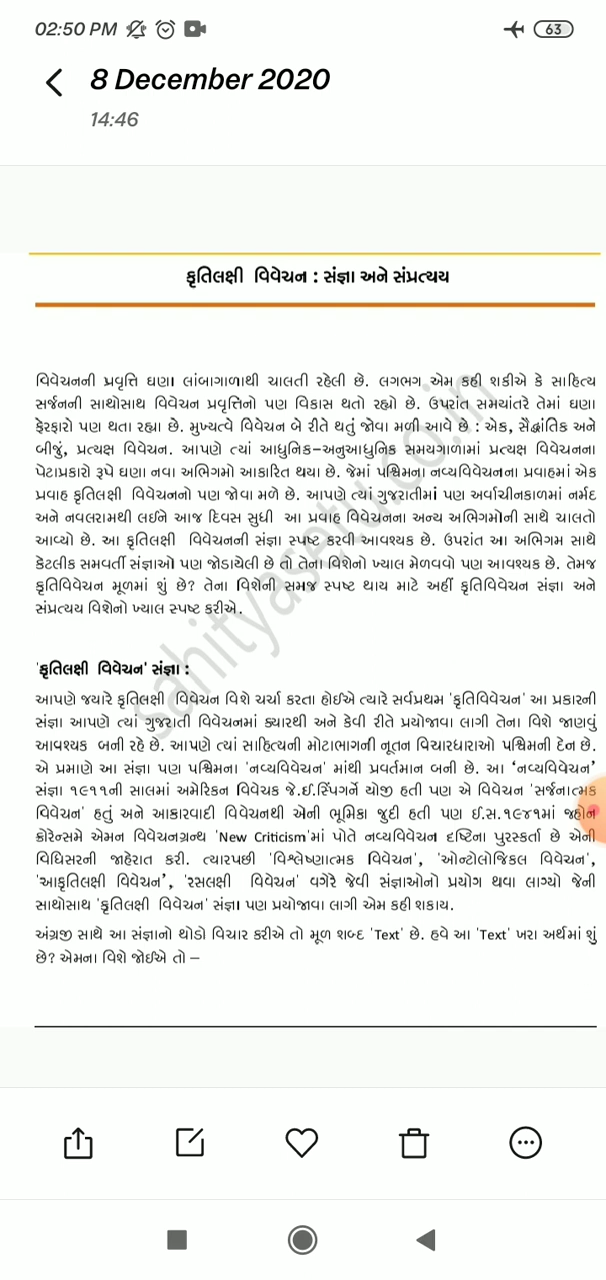 02:50 PM
63
8 December 2020
14:46
કૃતિલક્ષી વિવેચન : સંજ્ઞા અને સંપ્રત્યય
વિવેચનની પ્રવૃત્તિ ઘણા લાંબાગાળાથી ચાલતી રહેલી છે. લગભગ એમ કહી શકીએ કે સાહિત્ય
સર્જનની સાથોસાથ વિવેચન પ્રવૃત્તિનો પણ વિકાસ થતો રહ્યો છે. ઉપરાંત સમયાંતરે તેમાં ઘણા
ફેરફારો પણ થતા રહ્યા છે. મુખ્યત્વે વિવેચન બે રીતે થતું જોવા મળી આવે છે : એક, સૈદ્ધાંતિક અને
બીજું, પ્રત્યક્ષ વિવેચન. આપણે ત્યાં આધુનિક-અનુઆધુનિક સમયગાળામાં પ્રત્યક્ષ વિવેચનના
પેટાપ્રકારો રૂપે ઘણા નવા અભિગમો આકારિત થયા છે. જેમાં પશ્ચિમના નવ્યવિવેચનના પ્રવાહમાં એક
પ્રવાહ કૃતિલક્ષી વિવેચનનો પણ જોવા મળે છે. આપણે ત્યાં ગુજરાતીમાં પણ અર્વાચીનકાળમાં નર્મદ
અને નવલરામથી લઈને આજ દિવસ સુધી આ પ્રવાહ વિવેચનના અન્ય અભિગમોની સાથે ચાલતો
આવ્યો છે. આ કૃતિલક્ષી વિવેચનની સંજ્ઞા સ્પષ્ટ કરવી આવશ્યક છે. ઉપરાંત આ અભિગમ સાથે
કેટલીક સમવર્તી સંજ્ઞાઓ પણ જોડાયેલી છે તો તેના વિશેનો ખ્યાલ મેળવવો પણ આવશ્યક છે. તેમજ
કૃતિવિવેચન મૂળમાં શું છે? તેના વિશેની સમજ સ્પષ્ટ થાય માટે અહીં કૃતિવિવેચન સંજ્ઞા અને
સંપ્રત્યય વિશેનો ખ્યાલ સ્પષ્ટ કરીએ.
'કૃતિલક્ષી વિવેચન' સંજ્ઞા :
આપણે જ્યારે કૃતિલક્ષી વિવેચન વિશે ચર્ચા કરતા હોઈએ ત્યારે સર્વપ્રથમ 'કૃતિવિવેચન' આ પ્રકારની
સંજ્ઞા આપણે ત્યાં ગુજરાતી વિવેચનમાં ક્યારથી અને કેવી રીતે પ્રયોજાવા લાગી તેના વિશે જાણવું
આવશ્યક બની રહે છે. આપણે ત્યાં સાહિત્યની મોટાભાગની નૂતન વિચારધારાઓ પશ્ચિમની દેન છે.
એ પ્રમાણે આ સંજ્ઞા પણ પશ્ચિમના 'નવ્યવિવેચન' માંથી પ્રવર્તમાન બની છે. આ ‘નવ્યવિવેચન’
સંજ્ઞા ૧૯૧૧ની સાલમાં અમેરિકન વિવેચક જે.ઈ.સ્પિંગર્ને યોજી હતી પણ એ વિવેચન 'સર્જનાત્મક
વિવેચન' હતું અને આકારવાદી વિવેચનથી એની ભૂમિકા જુદી હતી પણ ઈ.સ.૧૯૪૧માં જ્હોન
ક્રોરેન્સમે એમન વિવેચનગ્રન્થ 'New Criticism'માં પોતે નવ્યવિવેચન દૃષ્ટિના પુરસ્કર્તા છે એની
વિધિસરની જાહેરાત કરી. ત્યારપછી 'વિશ્લેષણાત્મક વિવેચન', 'ઓન્ટોલોજિકલ વિવેચન',
'આકૃતિલક્ષી વિવેચન’, 'રસલક્ષી વિવેચન' વગેરે જેવી સંજ્ઞાઓનો પ્રયોગ થવા લાગ્યો જેની
સાથોસાથ 'કૃતિલક્ષી વિવેચન' સંજ્ઞા પણ પ્રયોજાવા લાગી એમ કહી શકાય.
અંગ્રજી સાથે આ સંજ્ઞાનો થોડો વિચાર કરીએ તો મૂળ શબ્દ 'Text' છે. હવે આ 'Text' ખરા અર્થમાં શું
છે? એમના વિશે જોઈએ તો –
sahityasetu.co.in